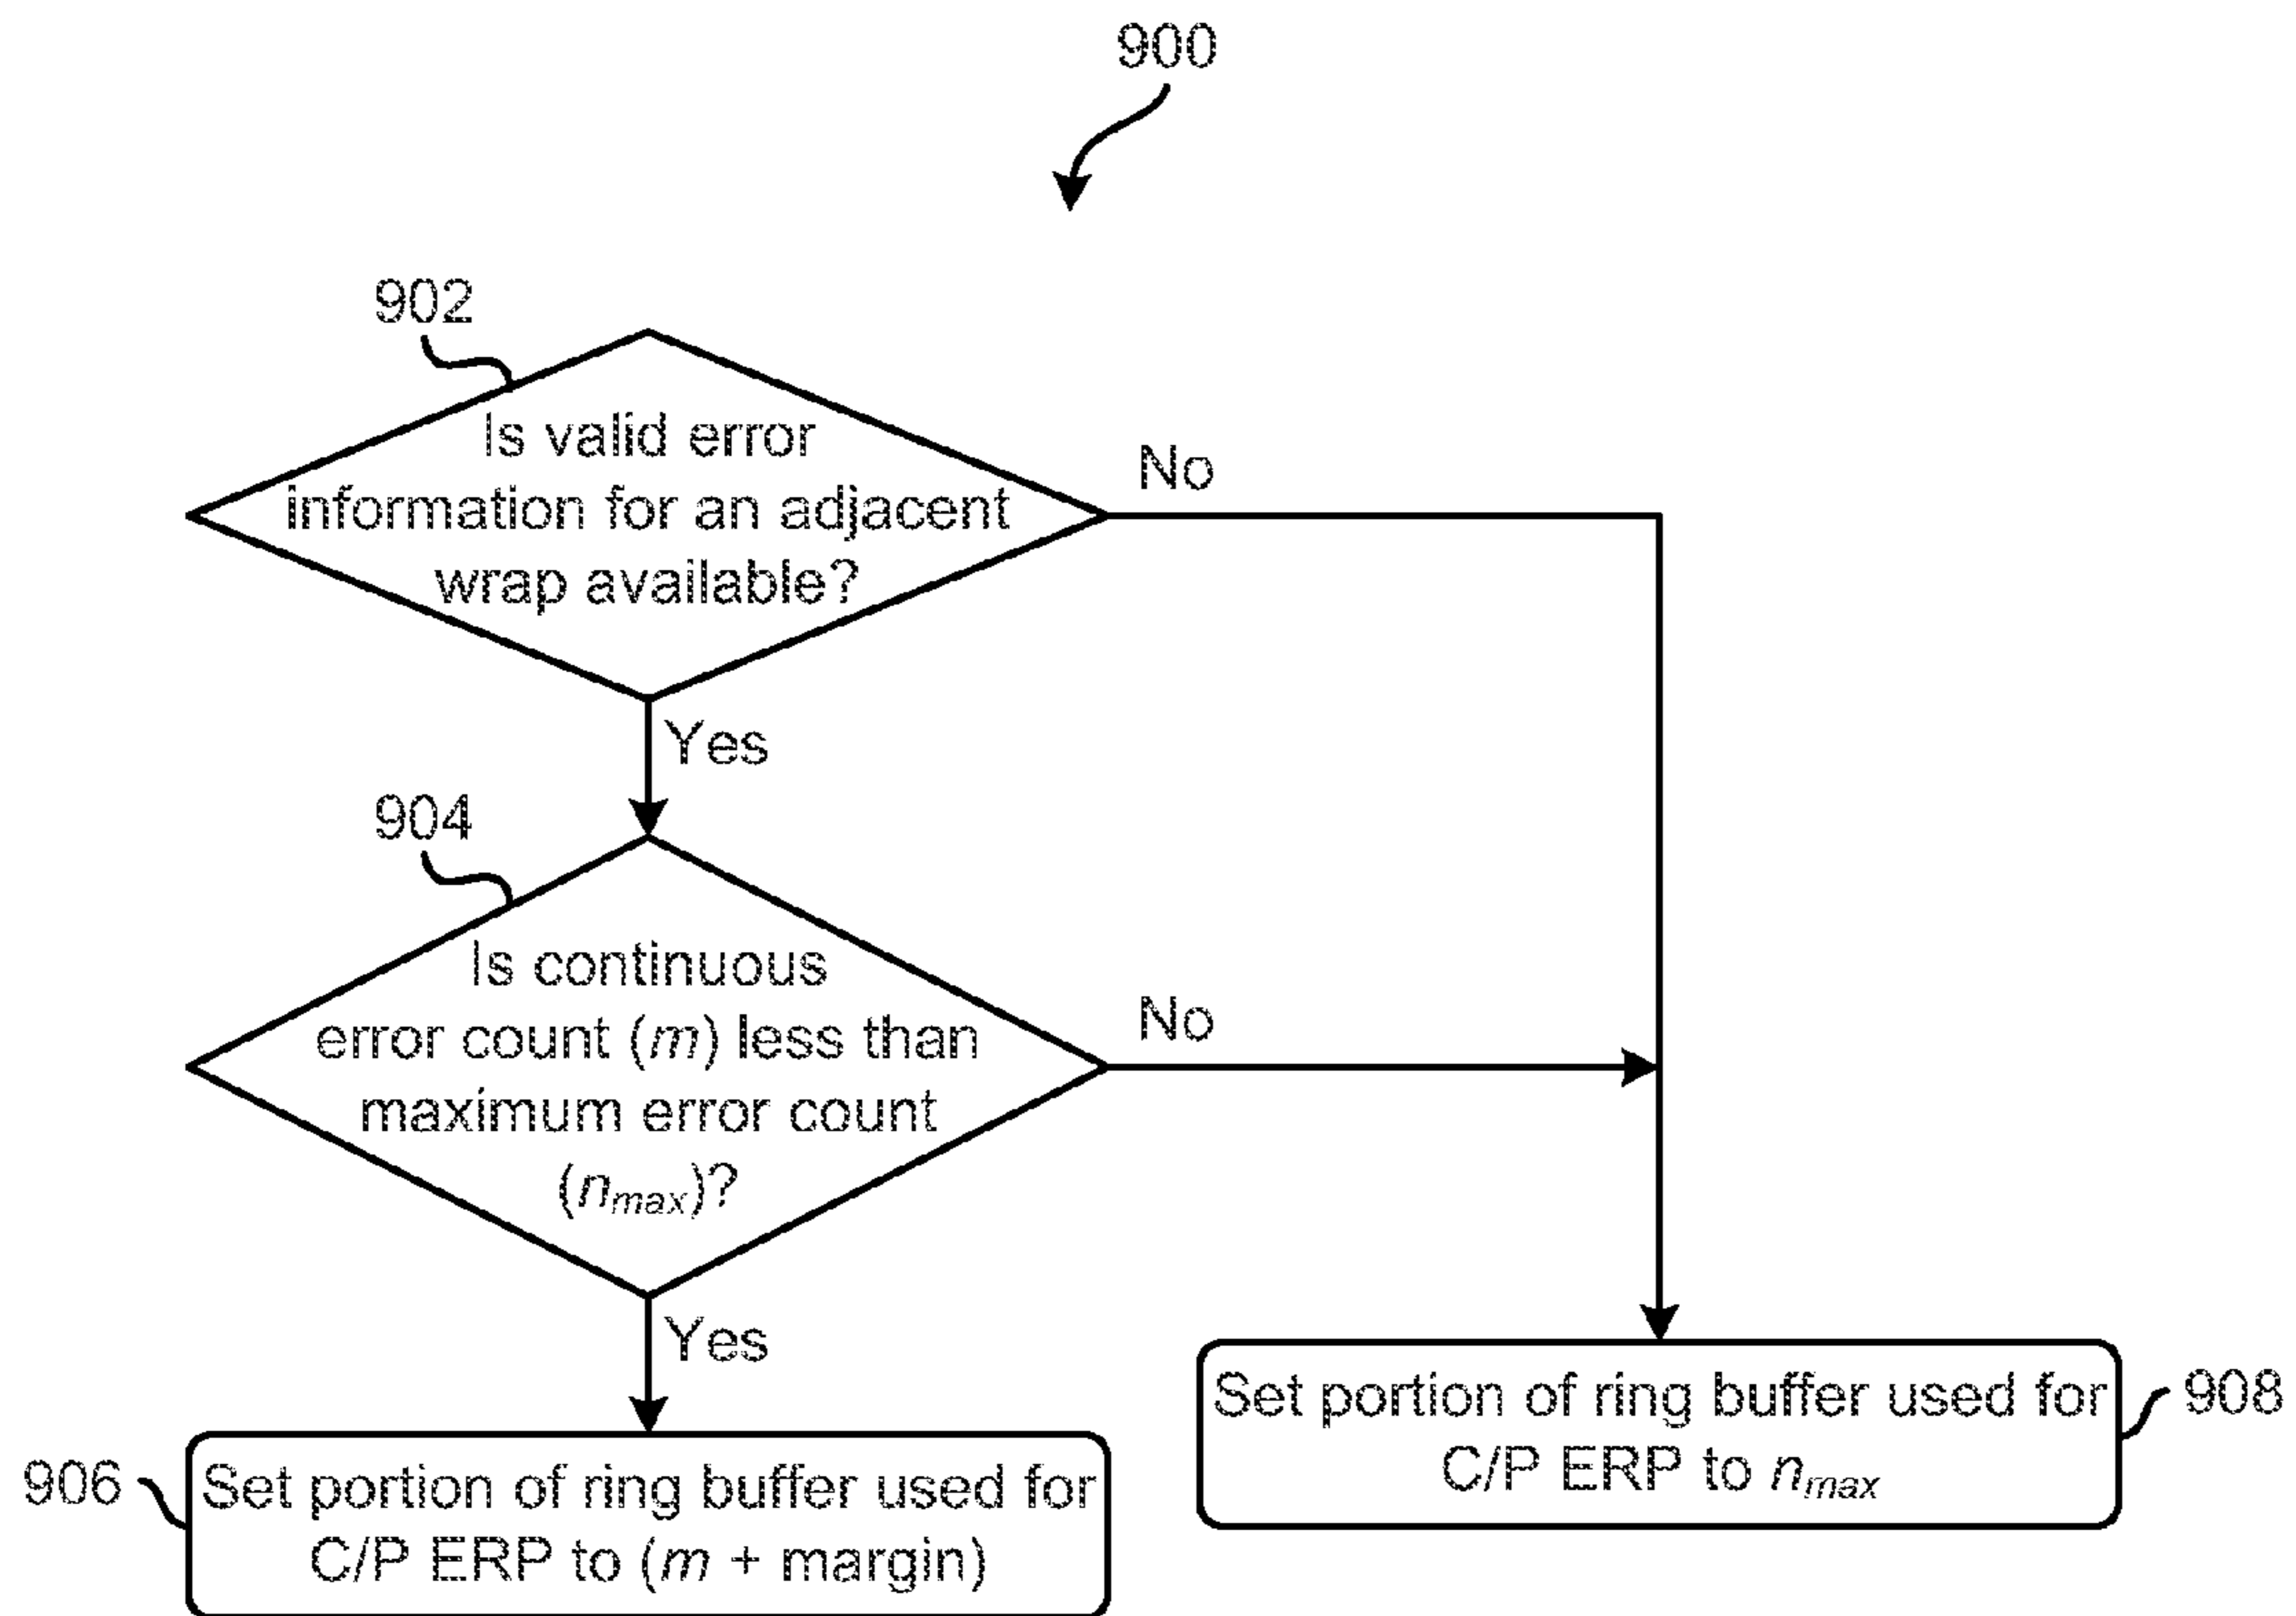 900
902
Is valid error
information for an adjacent
wrap available?
No
Yes
904
Is continuous
error count (m) less than
maximum error count
(nmax)?
No
Yes
Set portion of ring buffer used for
C/P ERP to nmax
908
906
Set portion of ring buffer used for
C/P ERP to (m + margin)